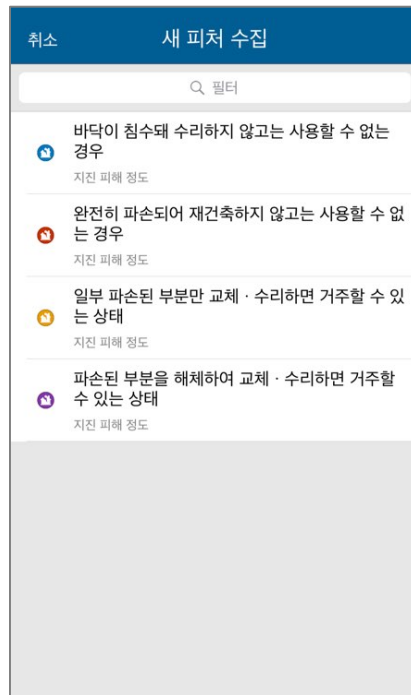 취소
새 피처 수집
필터
바닥이 침수돼 수리하지 않고는 사용할 수 없는
경우
지진 피해 정도
완전히 파손되어 재건축하지 않고는 사용할 수 없
는 경우
지진 피해 정도
일부 파손된 부분만 교체 · 수리하면 거주할 수 있
는 상태
지진 피해 정도
파손된 부분을 해체하여 교체 · 수리하면 거주할
수 있는 상태
지진 피해 정도